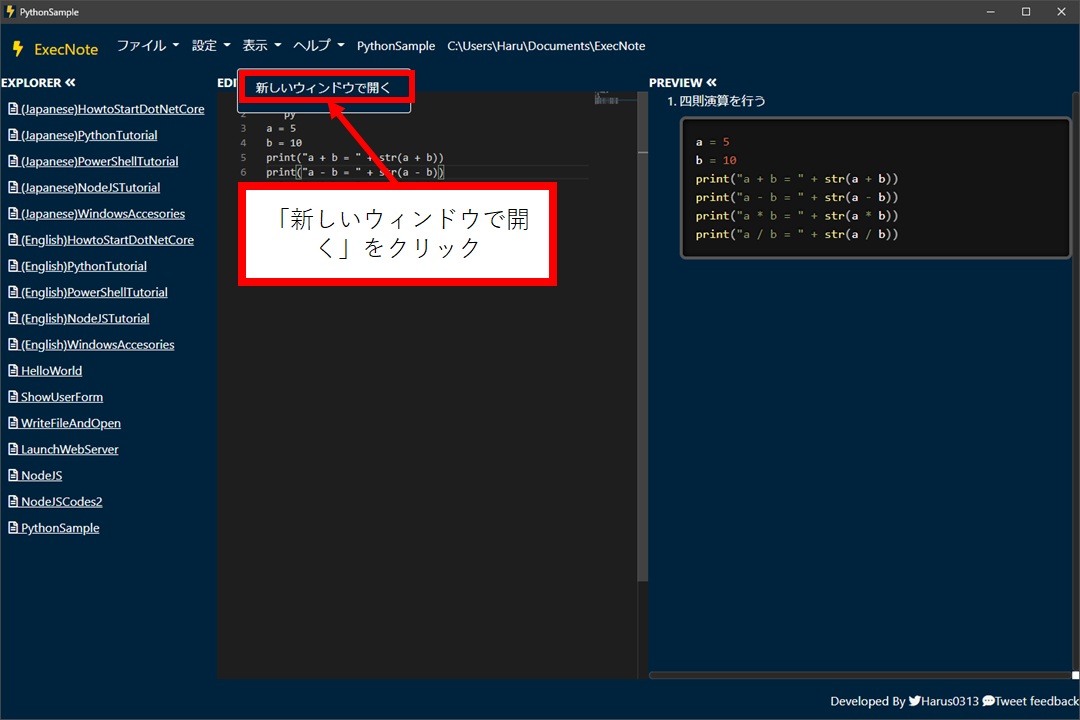 PythonSample
ExecNote ファイル 設定 表示 ヘルプ PythonSample C:\Users\Haru\Documents\ExecNote
EXPLORER
(Japanese)HowtoStartDotNetCore
(Japanese)PythonTutorial
(Japanese)PowerShellTutorial
(Japanese)NodeJSTutorial
(Japanese)WindowsAccesories
(English)HowtoStartDotNetCore
(English)PythonTutorial
(English)PowerShellTutorial
(English)NodeJSTutorial
(English)WindowsAccesories
HelloWorld
ShowUserForm
WriteFileAndOpen
LaunchWebServer
NodeJS
NodeJSCodes2
PythonSample
EDI
新しいウィンドウで開く
2 py
3 a = 5
4 b = 10
5 print("a + b = " + str(a + b))
6 print("a - b = " + str(a - b))
「新しいウィンドウで開
く」をクリック
PREVIEW
1. 四則演算を行う
a = 5
b = 10
print("a + b = " + str(a + b))
print("a - b = " + str(a - b))
print("a * b = " + str(a * b))
print("a / b = " + str(a / b))
Developed By Harus0313 Tweet feedback